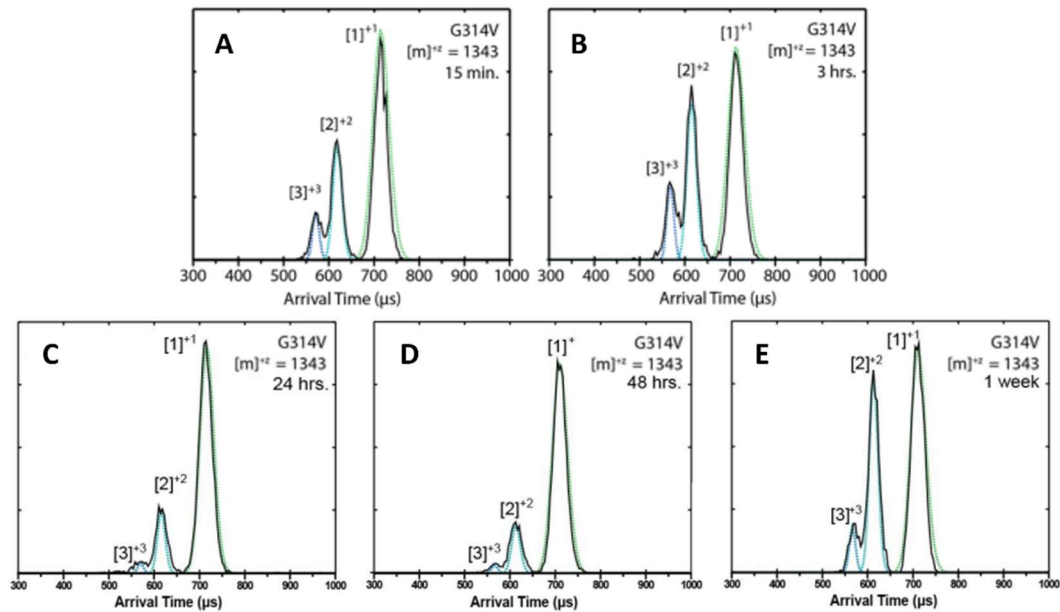 A
[1]⁺¹
G314V
[m]⁺ᶻ = 1343
15 min.
[2]⁺²
[3]⁺³
300 400 500 600 700 800 900 1000
Arrival Time (µs)
B
[1]⁺¹
G314V
[m]⁺ᶻ = 1343
3 hrs.
[2]⁺²
[3]⁺³
300 400 500 600 700 800 900 1000
Arrival Time (µs)
C
[1]⁺¹
G314V
[m]⁺ᶻ = 1343
24 hrs.
[2]⁺²
[3]⁺³
300 400 500 600 700 800 900 1000
Arrival Time (µs)
D
[1]⁺
G314V
[m]⁺ᶻ = 1343
48 hrs.
[2]⁺²
[3]⁺³
300 400 500 600 700 800 900 1000
Arrival Time (µs)
E
[1]⁺¹
G314V
[m]⁺ᶻ = 1343
1 week
[2]⁺²
[3]⁺³
300 400 500 600 700 800 900 1000
Arrival Time (µs)